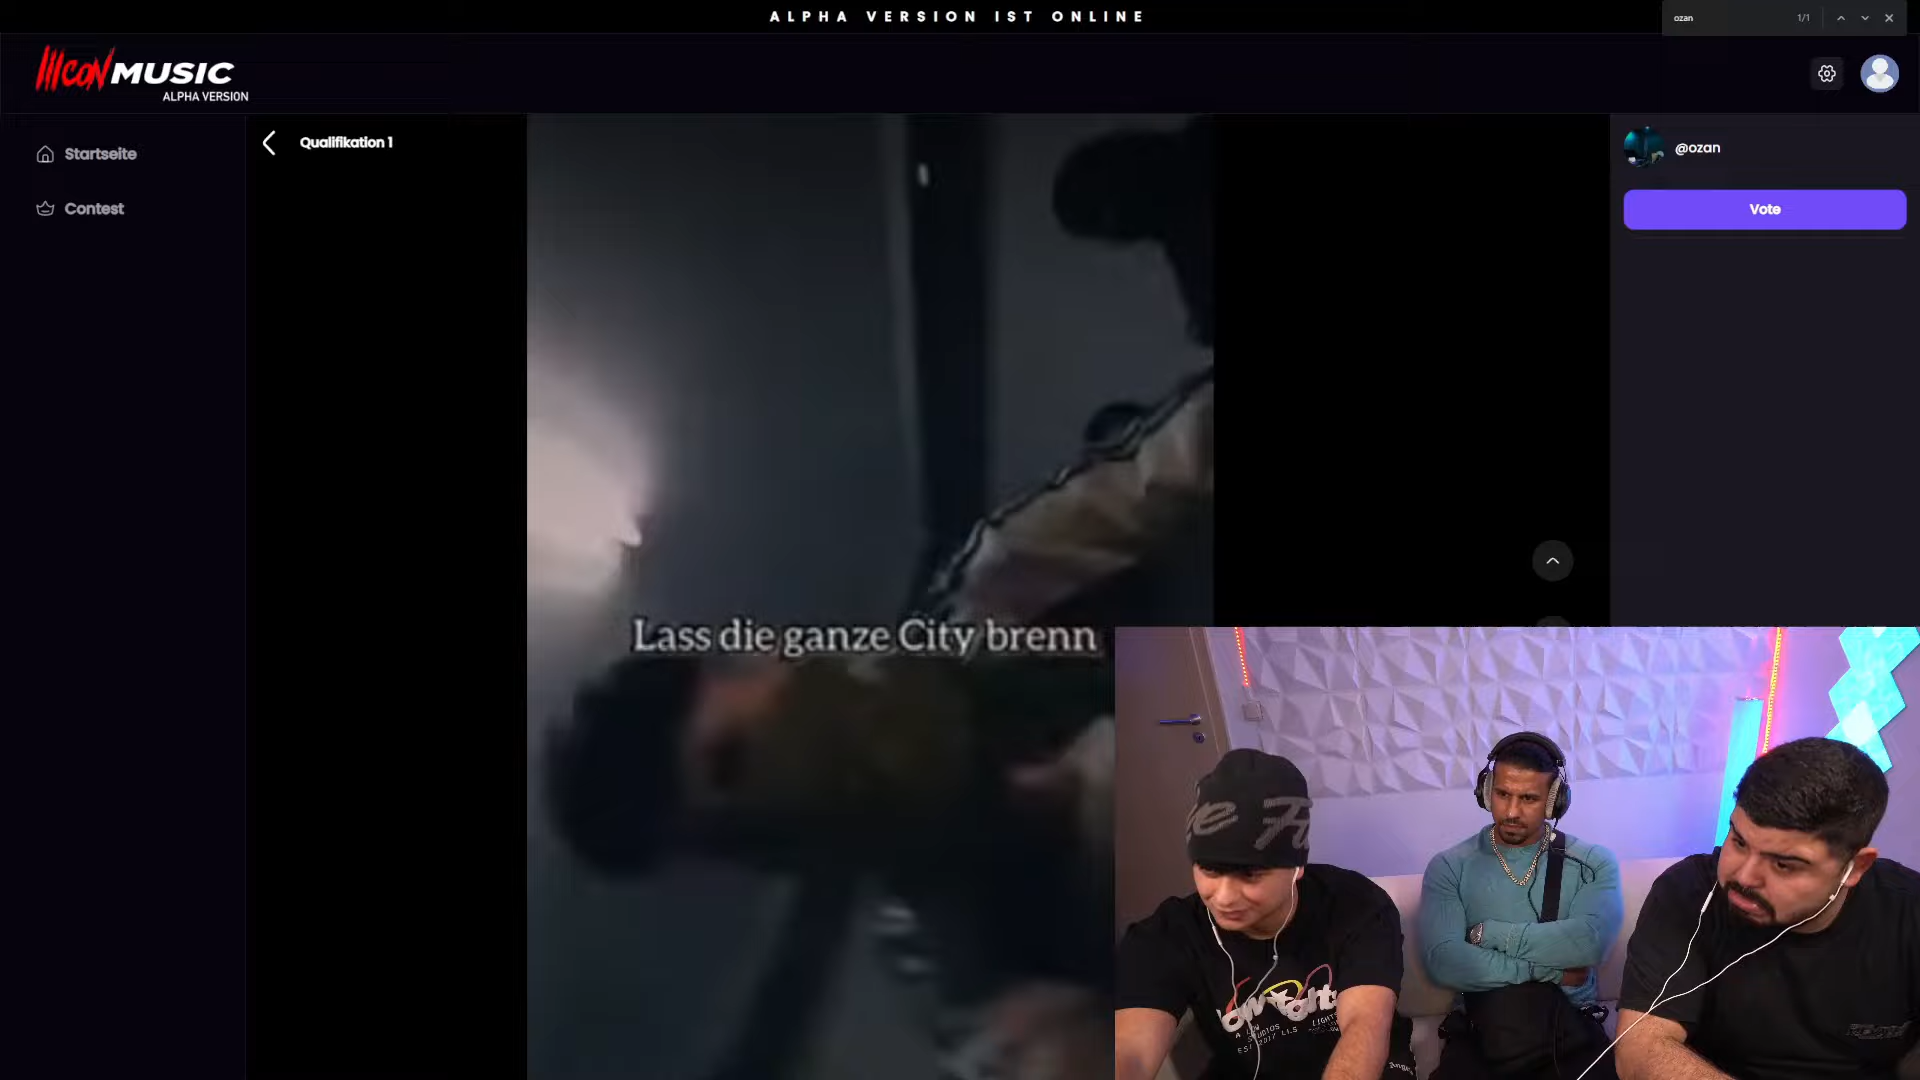 ALPHA VERSION IST ONLINE
ozan
1/1
MUSIC
ALPHA VERSION
Startseite
Contest
Qualifikation 1
@ozan
Vote
Lass die ganze City brenn